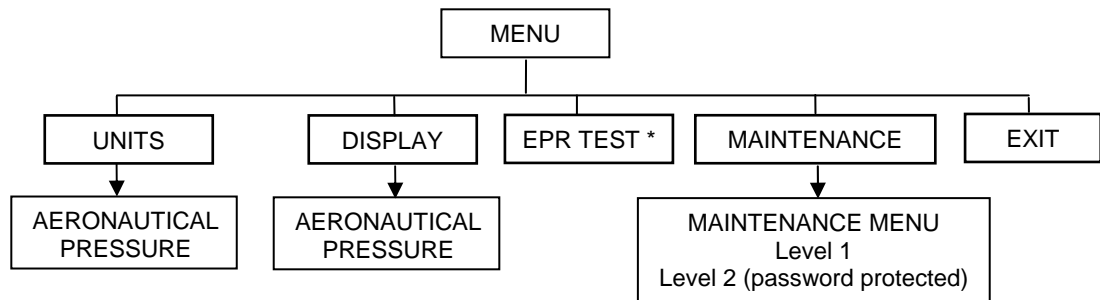 MENU
UNITS
DISPLAY
EPR TEST *
MAINTENANCE
EXIT
AERONAUTICAL
PRESSURE
AERONAUTICAL
PRESSURE
MAINTENANCE MENU
Level 1
Level 2 (password protected)